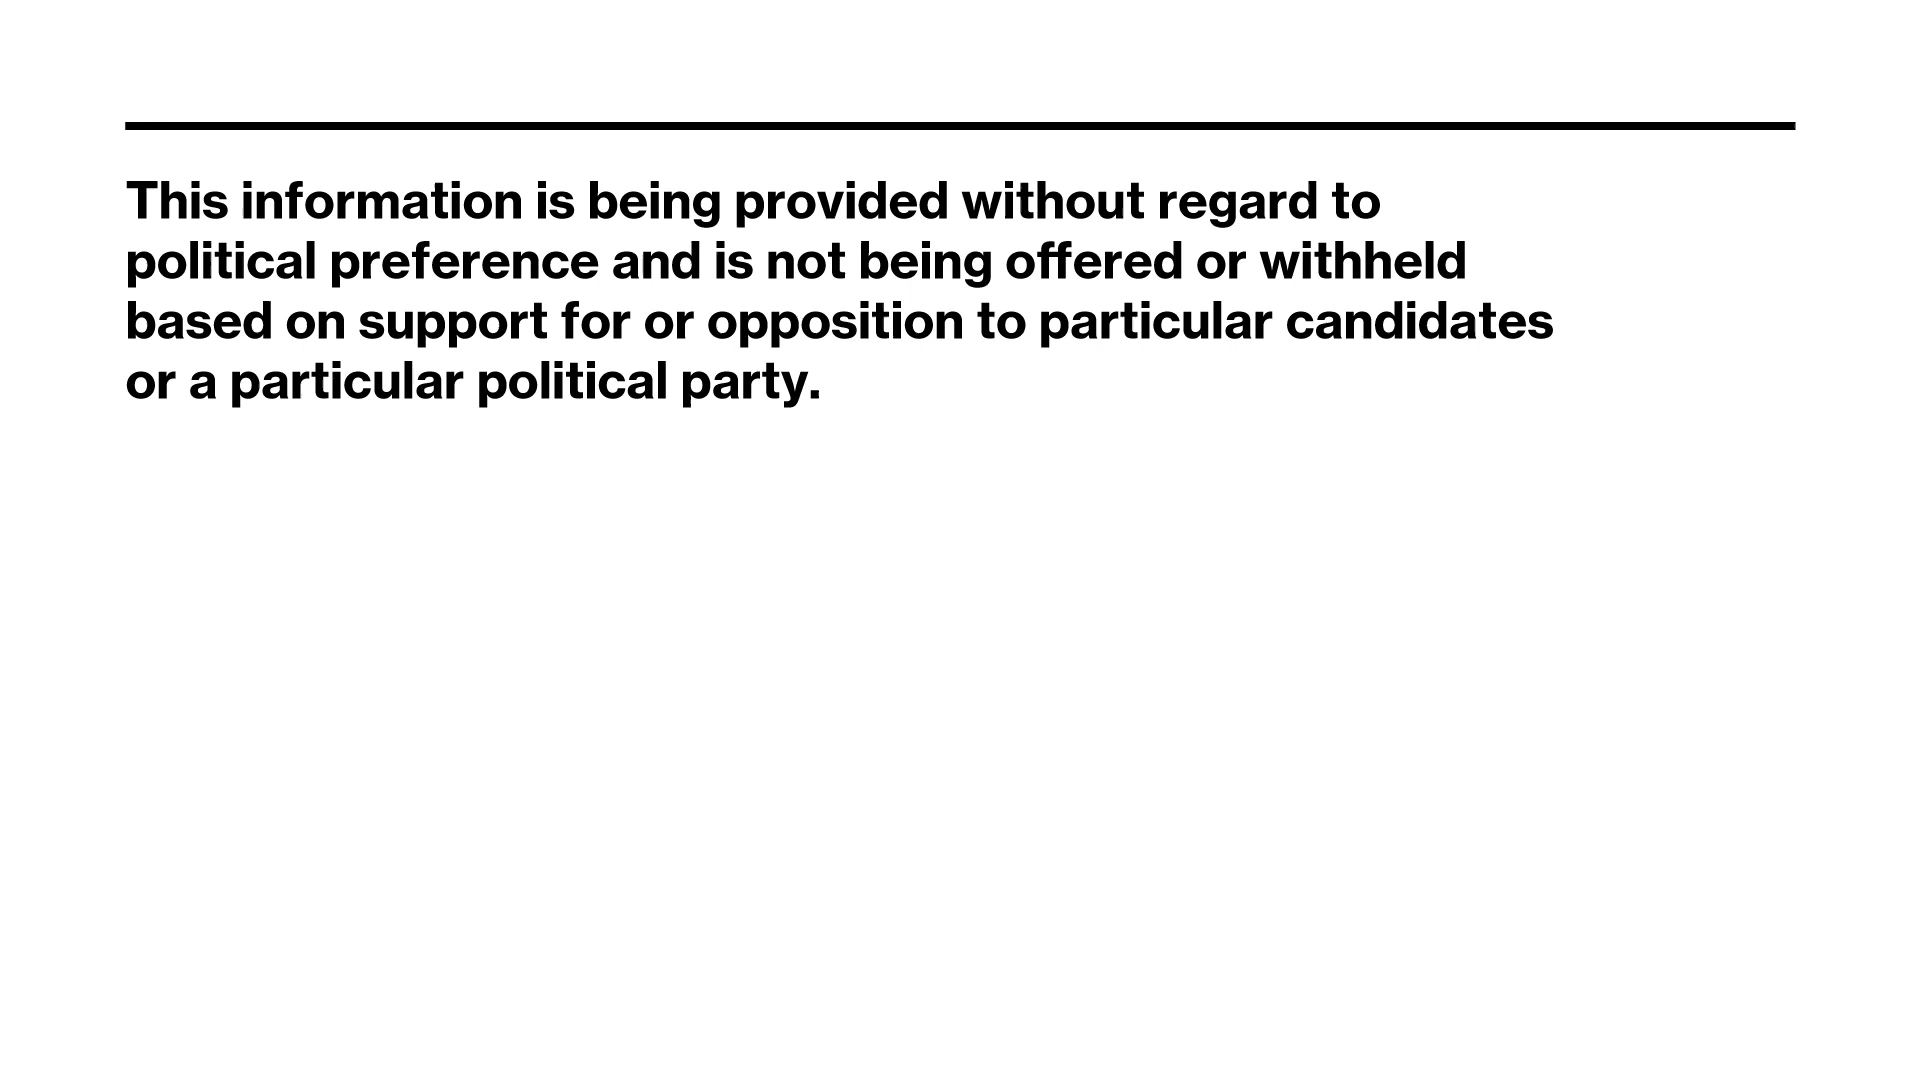 This information is being provided without regard to
political preference and is not being offered or withheld
based on support for or opposition to particular candidates
or a particular political party.